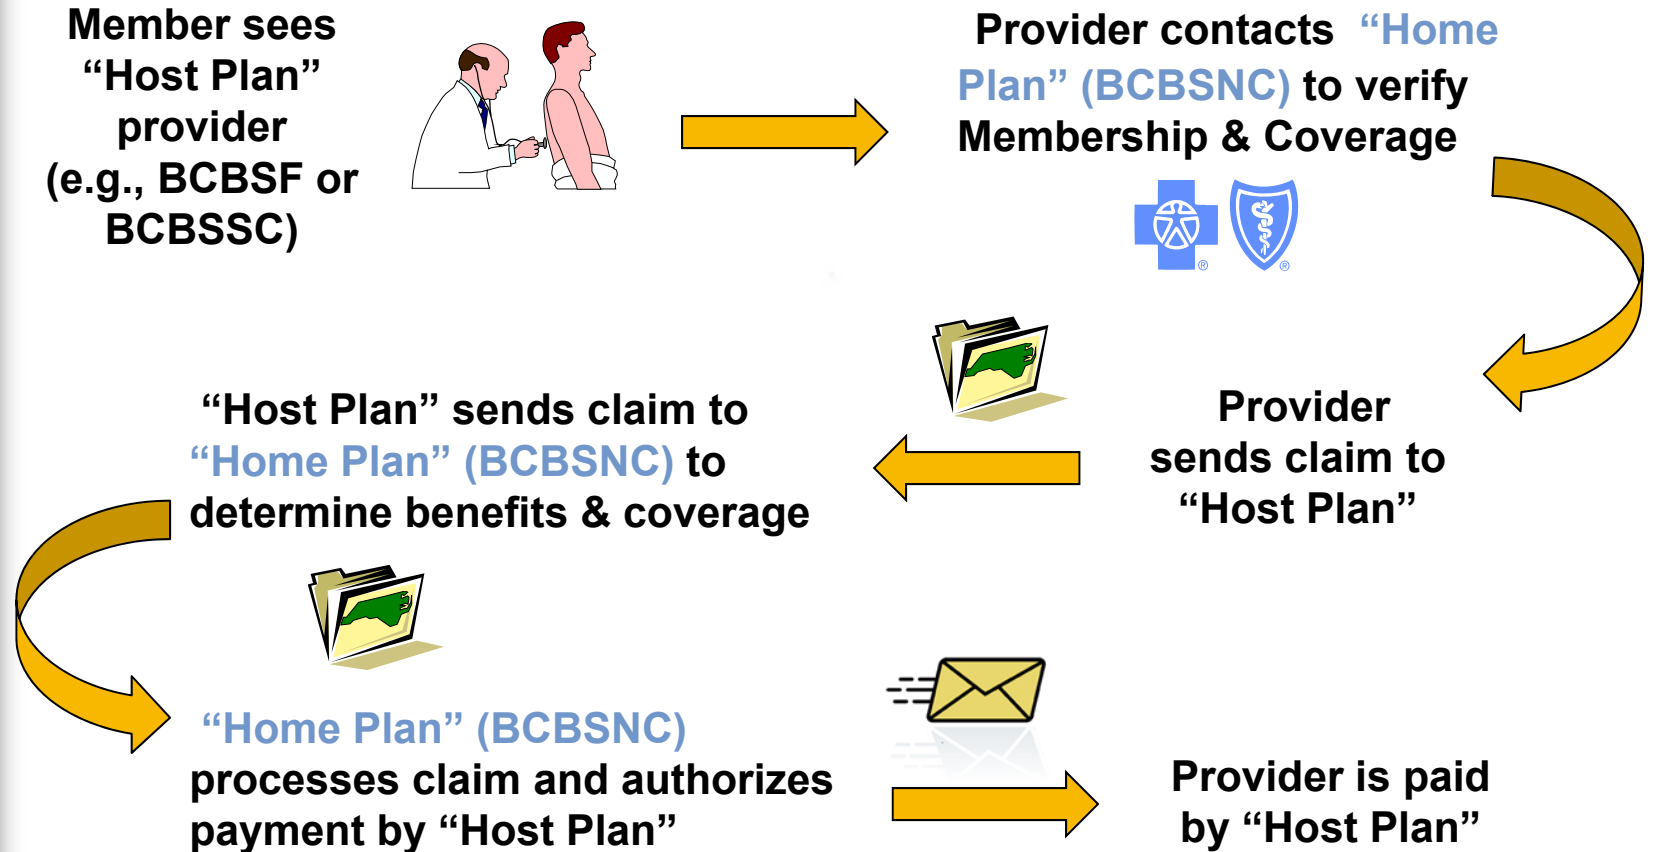 Member sees
“Host Plan”
provider
(e.g., BCBSF or
BCBSSC)
Provider contacts “Home
Plan” (BCBSNC) to verify
Membership & Coverage
® ®
Provider
sends claim to
“Host Plan”
“Host Plan” sends claim to
“Home Plan” (BCBSNC) to
determine benefits & coverage
“Home Plan” (BCBSNC)
processes claim and authorizes
payment by “Host Plan”
Provider is paid
by “Host Plan”